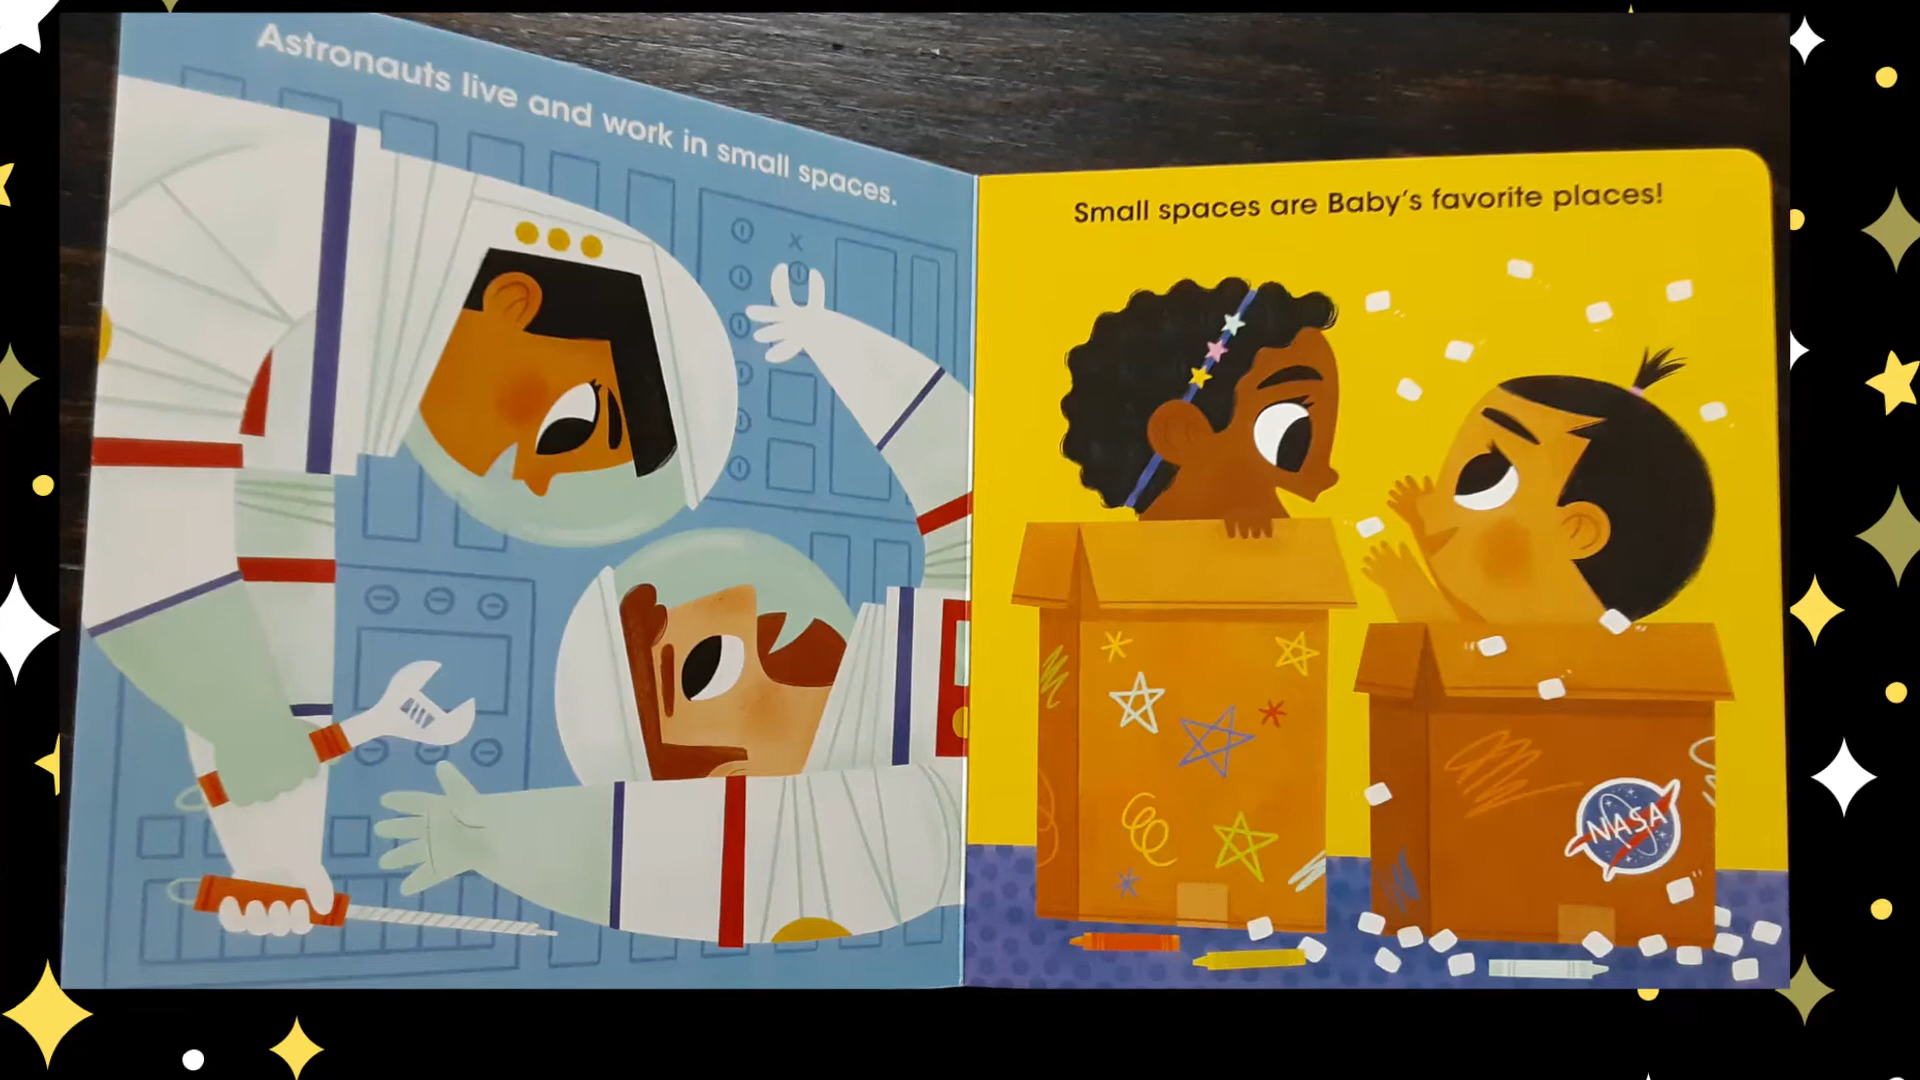 Astronauts live and work in small spaces.
Small spaces are Baby's favorite places!
NASA